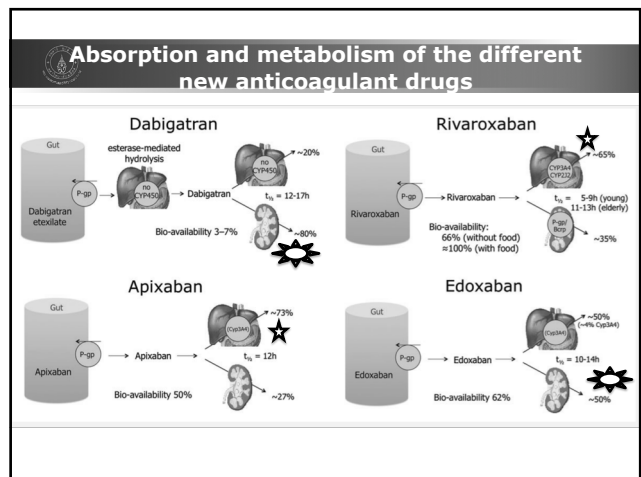 Absorption and metabolism of the different
new anticoagulant drugs
Dabigatran
Gut
P-gp
Dabigatran
etexilate
esterase-mediated
hydrolysis
no
CYP450
Dabigatran
no
CYP450
~20%
t½ = 12-17h
Bio-availability 3–7%
~80%
Rivaroxaban
Gut
P-gp
Rivaroxaban
Rivaroxaban
CYP3A4
CYP2J2
~65%
t½ = 5-9h (young)
11-13h (elderly)
Bio-availability:
66% (without food)
≈100% (with food)
P-gp/
Bcrp
~35%
Apixaban
Gut
P-gp
Apixaban
Apixaban
(Cyp3A4)
~73%
t½ = 12h
Bio-availability 50%
~27%
Edoxaban
Gut
P-gp
Edoxaban
Edoxaban
(Cyp3A4)
~50%
(~4% Cyp3A4)
t½ = 10-14h
Bio-availability 62%
~50%